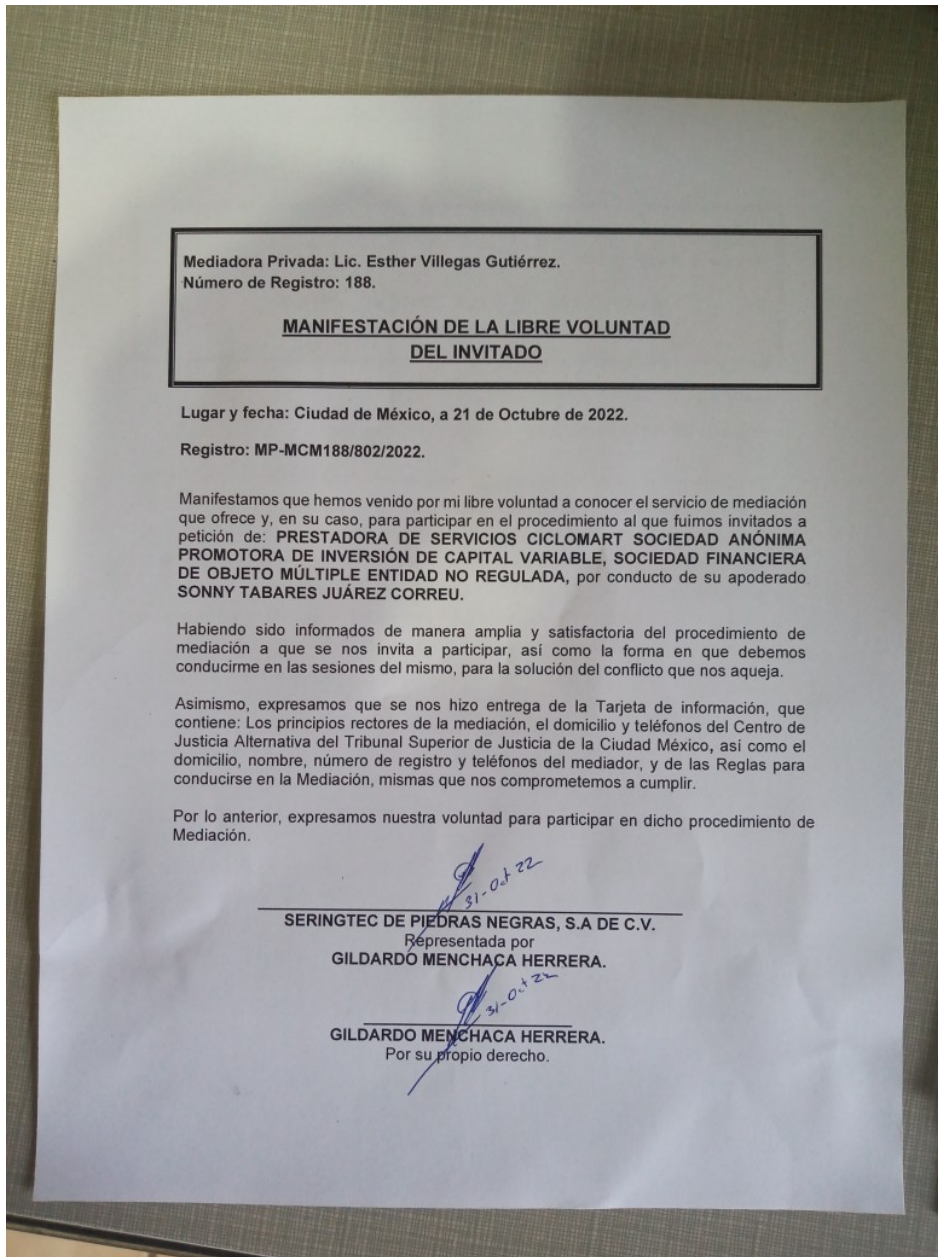 Mediadora Privada: Lic. Esther Villegas Gutiérrez.
Número de Registro: 188.
MANIFESTACIÓN DE LA LIBRE VOLUNTAD
DEL INVITADO
Lugar y fecha: Ciudad de México, a 21 de Octubre de 2022.
Registro: MP-MCM188/802/2022.
Manifestamos que hemos venido por mi libre voluntad a conocer el servicio de mediación
que ofrece y, en su caso, para participar en el procedimiento al que fuimos invitados a
petición de: PRESTADORA DE SERVICIOS CICLOMART SOCIEDAD ANÓNIMA
PROMOTORA DE INVERSIÓN DE CAPITAL VARIABLE, SOCIEDAD FINANCIERA
DE OBJETO MÚLTIPLE ENTIDAD NO REGULADA, por conducto de su apoderado
SONNY TABARES JUÁREZ CORREU.
Habiendo sido informados de manera amplia y satisfactoria del procedimiento de
mediación a que se nos invita a participar, así como la forma en que debemos
conducirme en las sesiones del mismo, para la solución del conflicto que nos aqueja.
Asimismo, expresamos que se nos hizo entrega de la Tarjeta de información, que
contiene: Los principios rectores de la mediación, el domicilio y teléfonos del Centro de
Justicia Alternativa del Tribunal Superior de Justicia de la Ciudad México, así como el
domicilio, nombre, número de registro y teléfonos del mediador, y de las Reglas para
conducirse en la Mediación, mismas que nos comprometemos a cumplir.
Por lo anterior, expresamos nuestra voluntad para participar en dicho procedimiento de
Mediación.
31-Oct 22
SERINGTEC DE PIEDRAS NEGRAS, S.A DE C.V.
Representada por
GILDARDO MENCHACA HERRERA.
31-Oct 22
GILDARDO MENCHACA HERRERA.
Por su propio derecho.